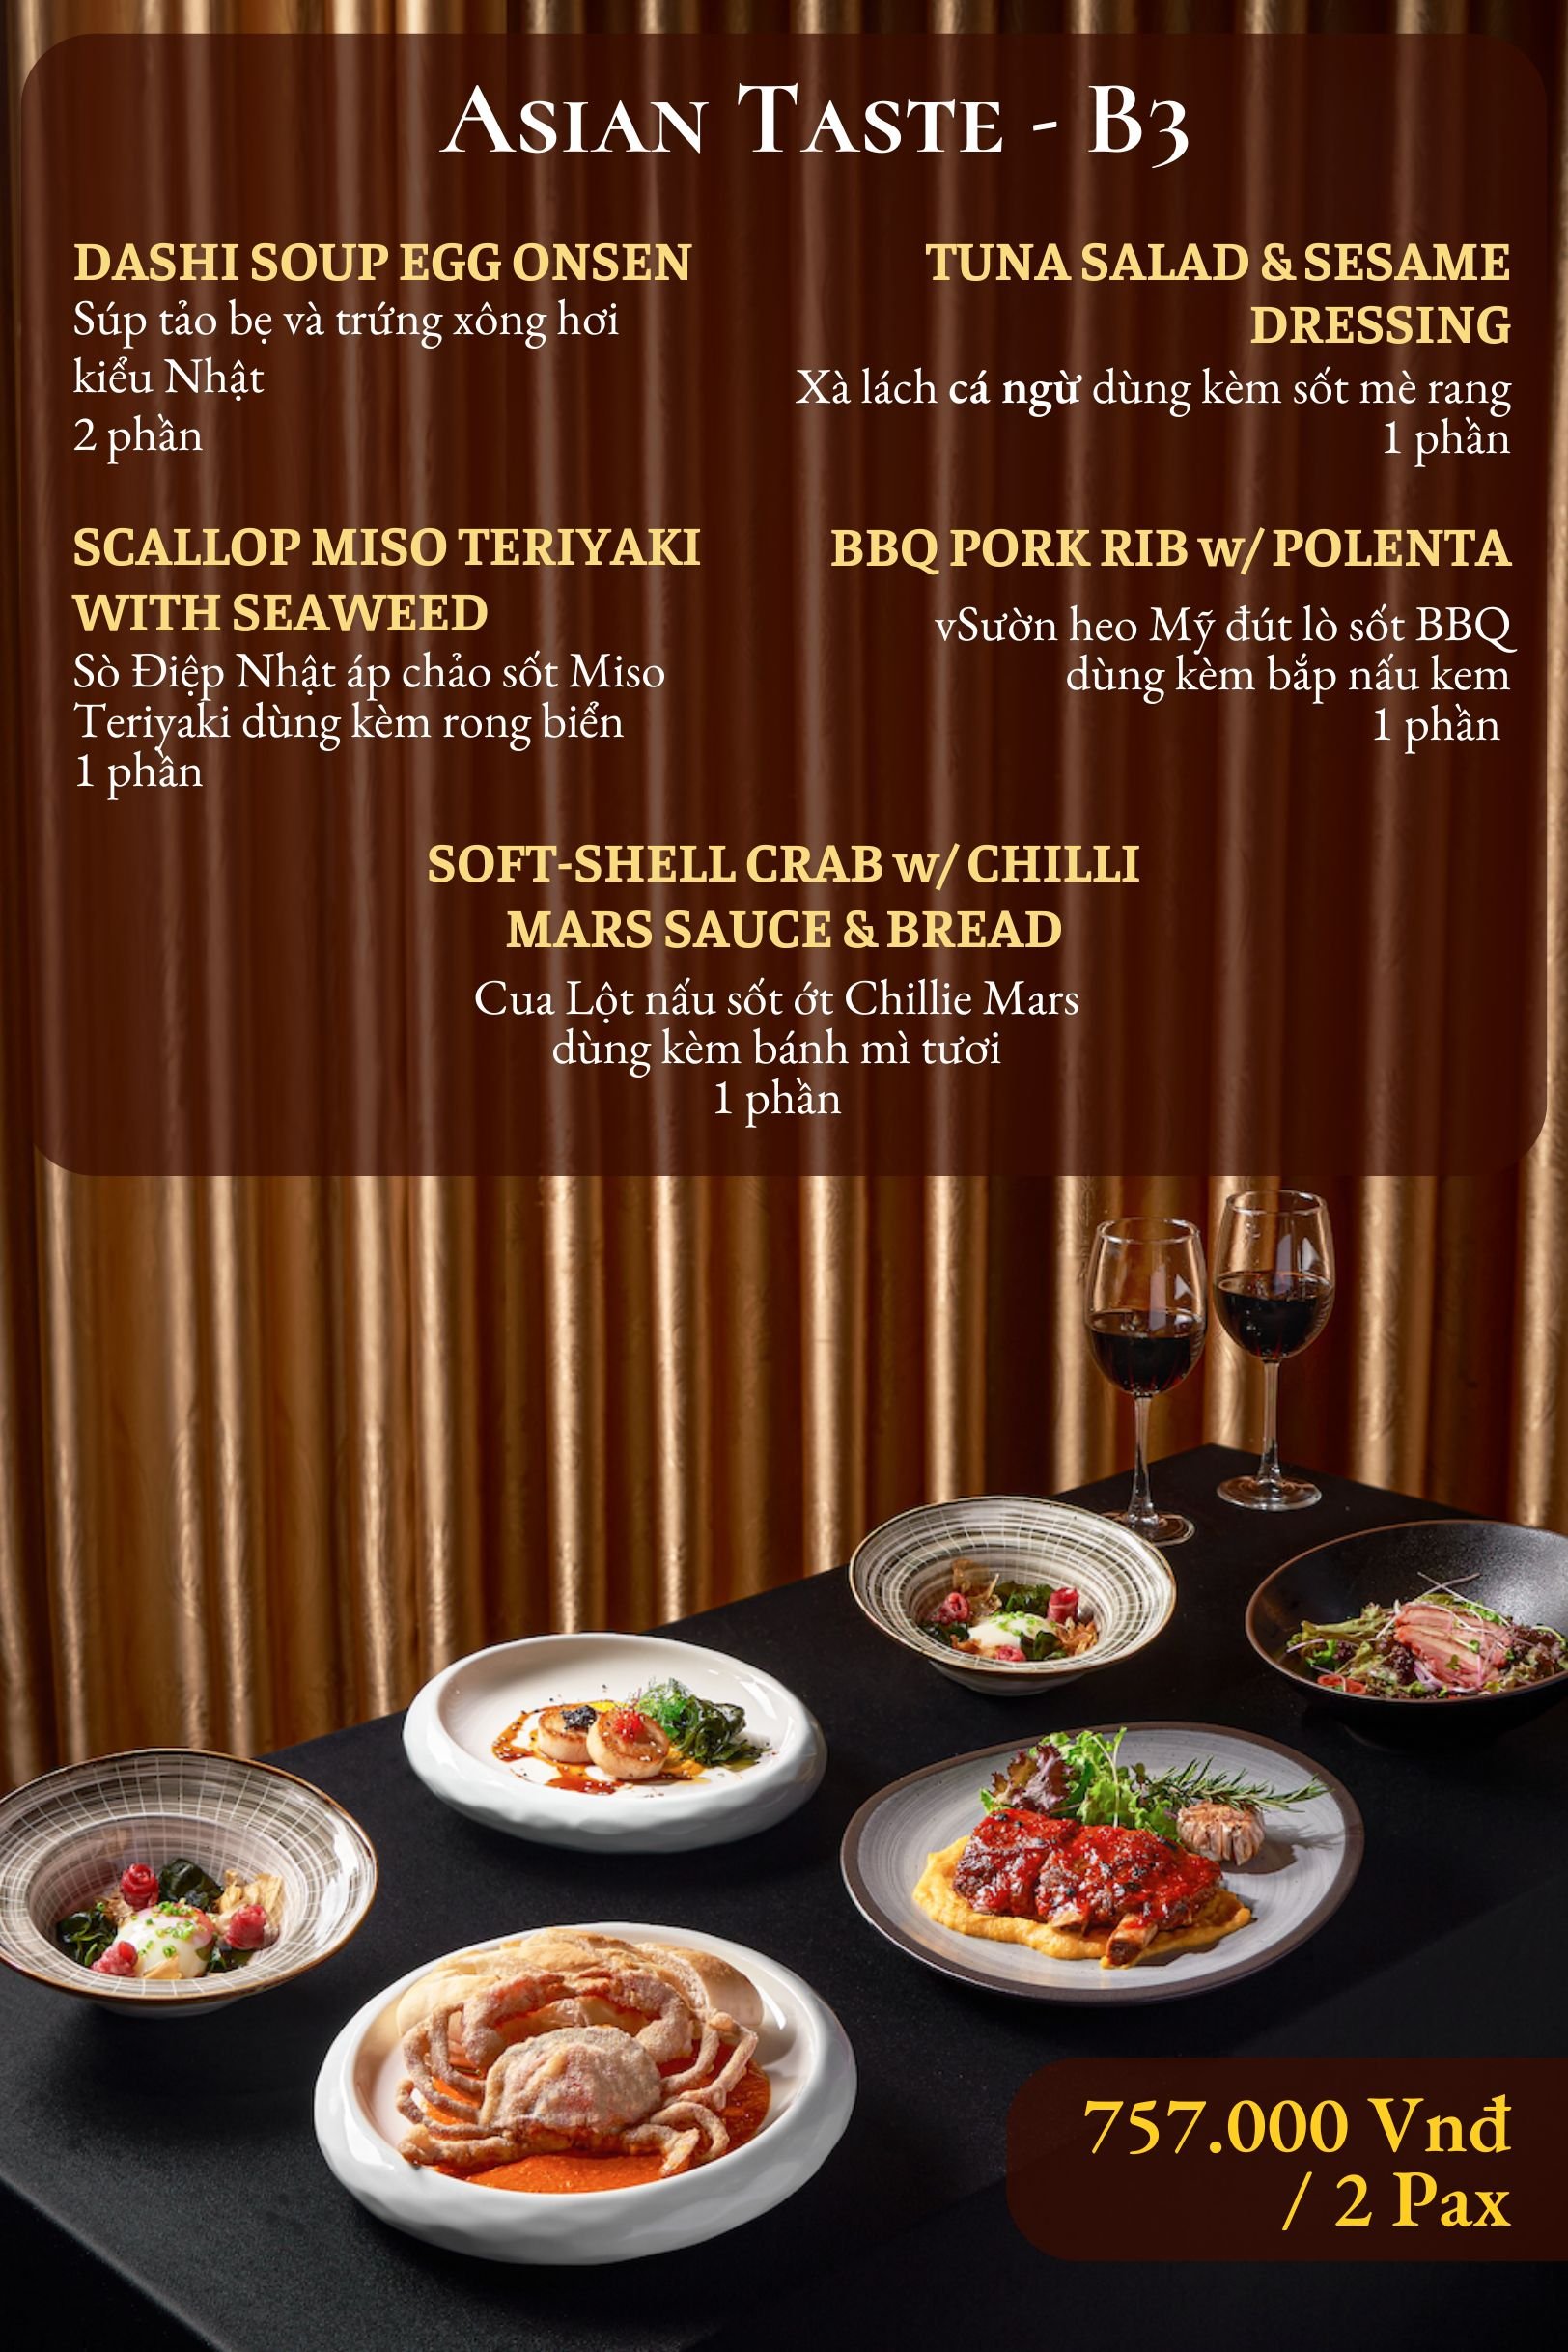 Asian Taste - B3
DASHI SOUP EGG ONSEN
Súp tảo bẹ và trứng xông hơi
kiểu Nhật
2 phần
TUNA SALAD & SESAME
DRESSING
Xà lách cá ngừ dùng kèm sốt mè rang
1 phần
SCALLOP MISO TERIYAKI
WITH SEAWEED
Sò Điệp Nhật áp chảo sốt Miso
Teriyaki dùng kèm rong biển
1 phần
BBQ PORK RIB w/ POLENTA
vSườn heo Mỹ đút lò sốt BBQ
dùng kèm bắp nấu kem
1 phần
SOFT-SHELL CRAB w/ CHILLI
MARS SAUCE & BREAD
Cua Lột nấu sốt ớt Chillie Mars
dùng kèm bánh mì tươi
1 phần
757.000 Vnđ
/ 2 Pax